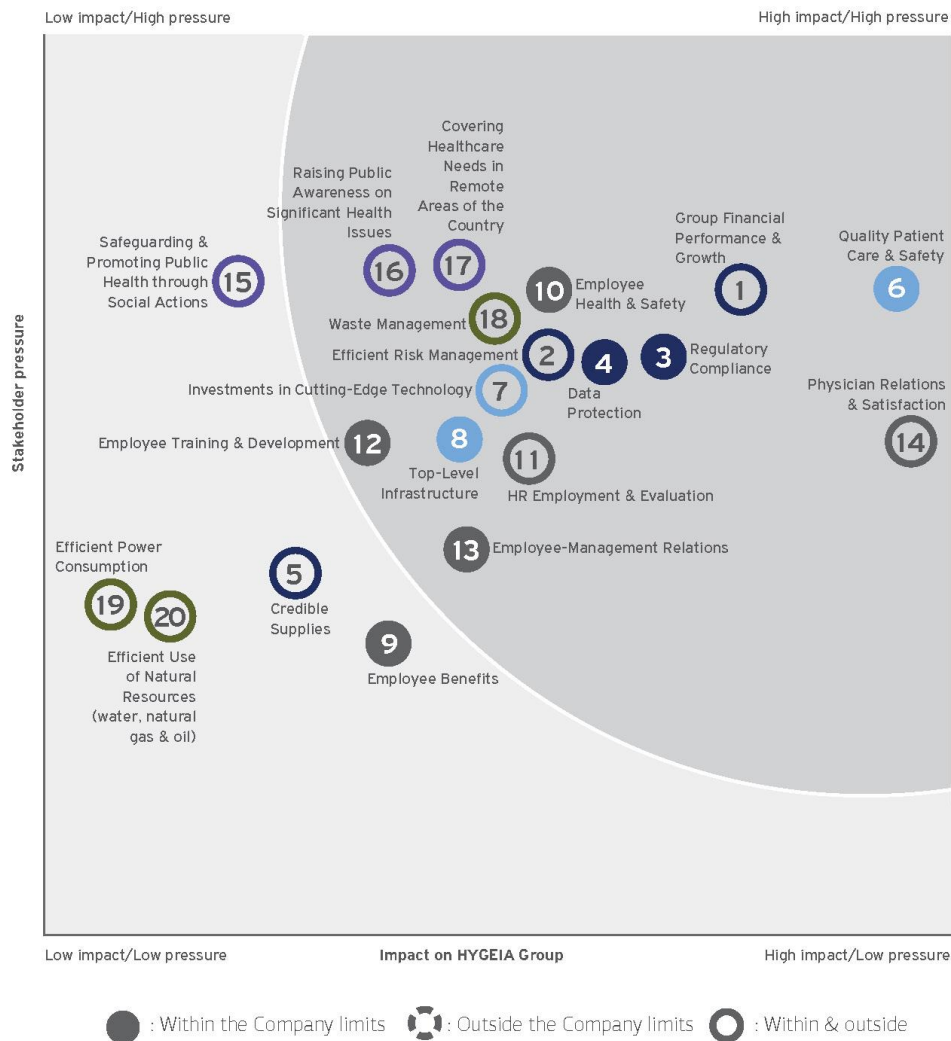 Low impact/High pressure
High impact/High pressure
Covering
Healthcare
Needs in
Remote
Areas of the
Country
Raising Public
Awareness on
Significant Health
Issues
Group Financial
Performance &
Growth
Quality Patient
Care & Safety
Safeguarding &
Promoting Public
Health through
Social Actions
15
16
17
10
Employee
Health & Safety
1
6
Waste Management
18
Efficient Risk Management
2
4
Data
Protection
3
Regulatory
Compliance
Investments in Cutting-Edge Technology
7
Physician Relations
& Satisfaction
14
Employee Training & Development
12
8
Top-Level
Infrastructure
11
HR Employment & Evaluation
13
Employee-Management Relations
Efficient Power
Consumption
19
20
Efficient Use
of Natural
Resources
(water, natural
gas & oil)
5
Credible
Supplies
9
Employee Benefits
Stakeholder pressure
Low impact/Low pressure
Impact on HYGEIA Group
High impact/Low pressure
: Within the Company limits
: Outside the Company limits
: Within & outside